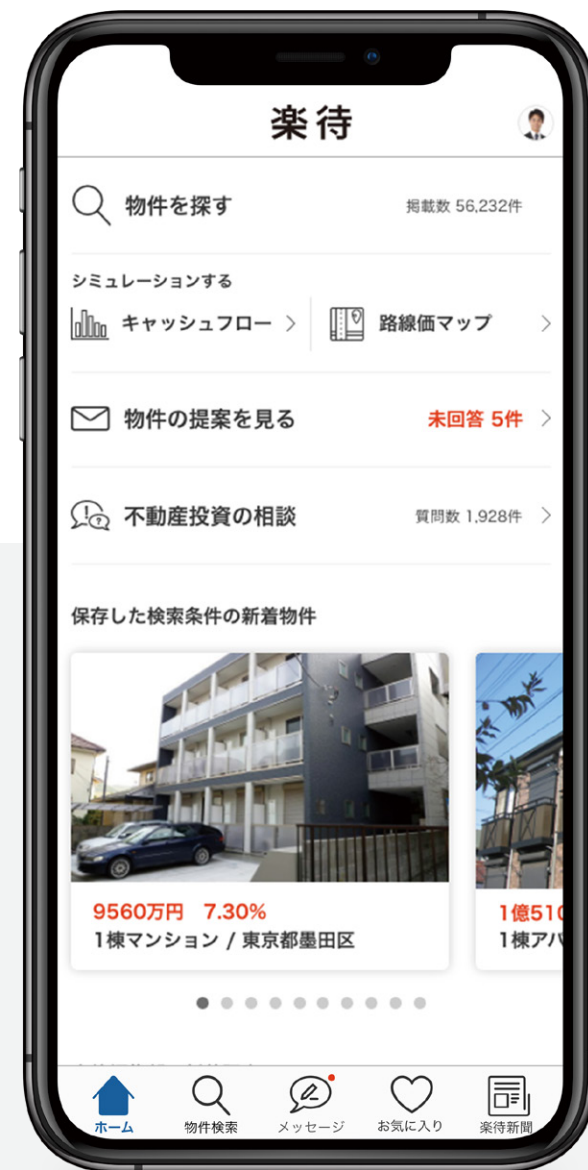 楽待
物件を探す 掲載数 56,232件
シミュレーションする
キャッシュフロー 路線価マップ
物件の提案を見る 未回答 5件
不動産投資の相談 質問数 1,928件
保存した検索条件の新着物件
9560万円 7.30%
1棟マンション / 東京都墨田区
1億510
1棟アパ
ホーム 物件検索 メッセージ お気に入り 楽待新聞